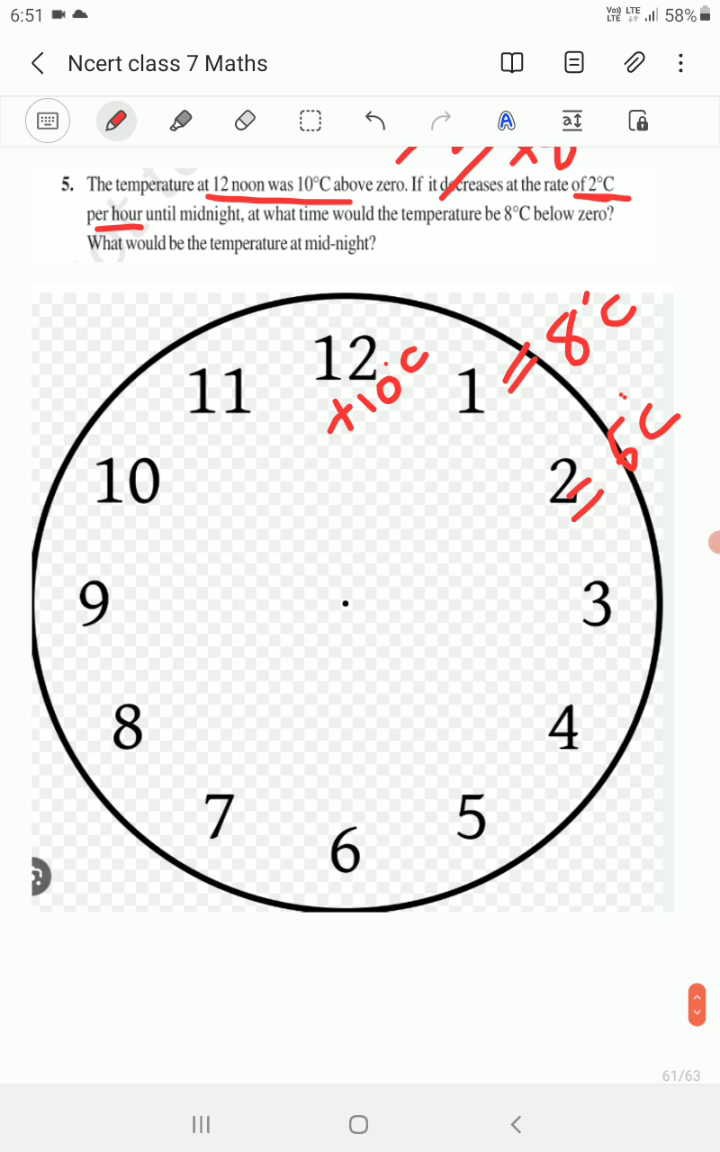 6:51 Vo)) LTE LTE 58%
Ncert class 7 Maths
5. The temperature at 12 noon was 10°C above zero. If it decreases at the rate of 2°C
per hour until midnight, at what time would the temperature be 8°C below zero?
What would be the temperature at mid-night?
12
+10°C
11
1 = 8°C
10
2 = 6°C
9
3
8
4
7
5
6
61/63